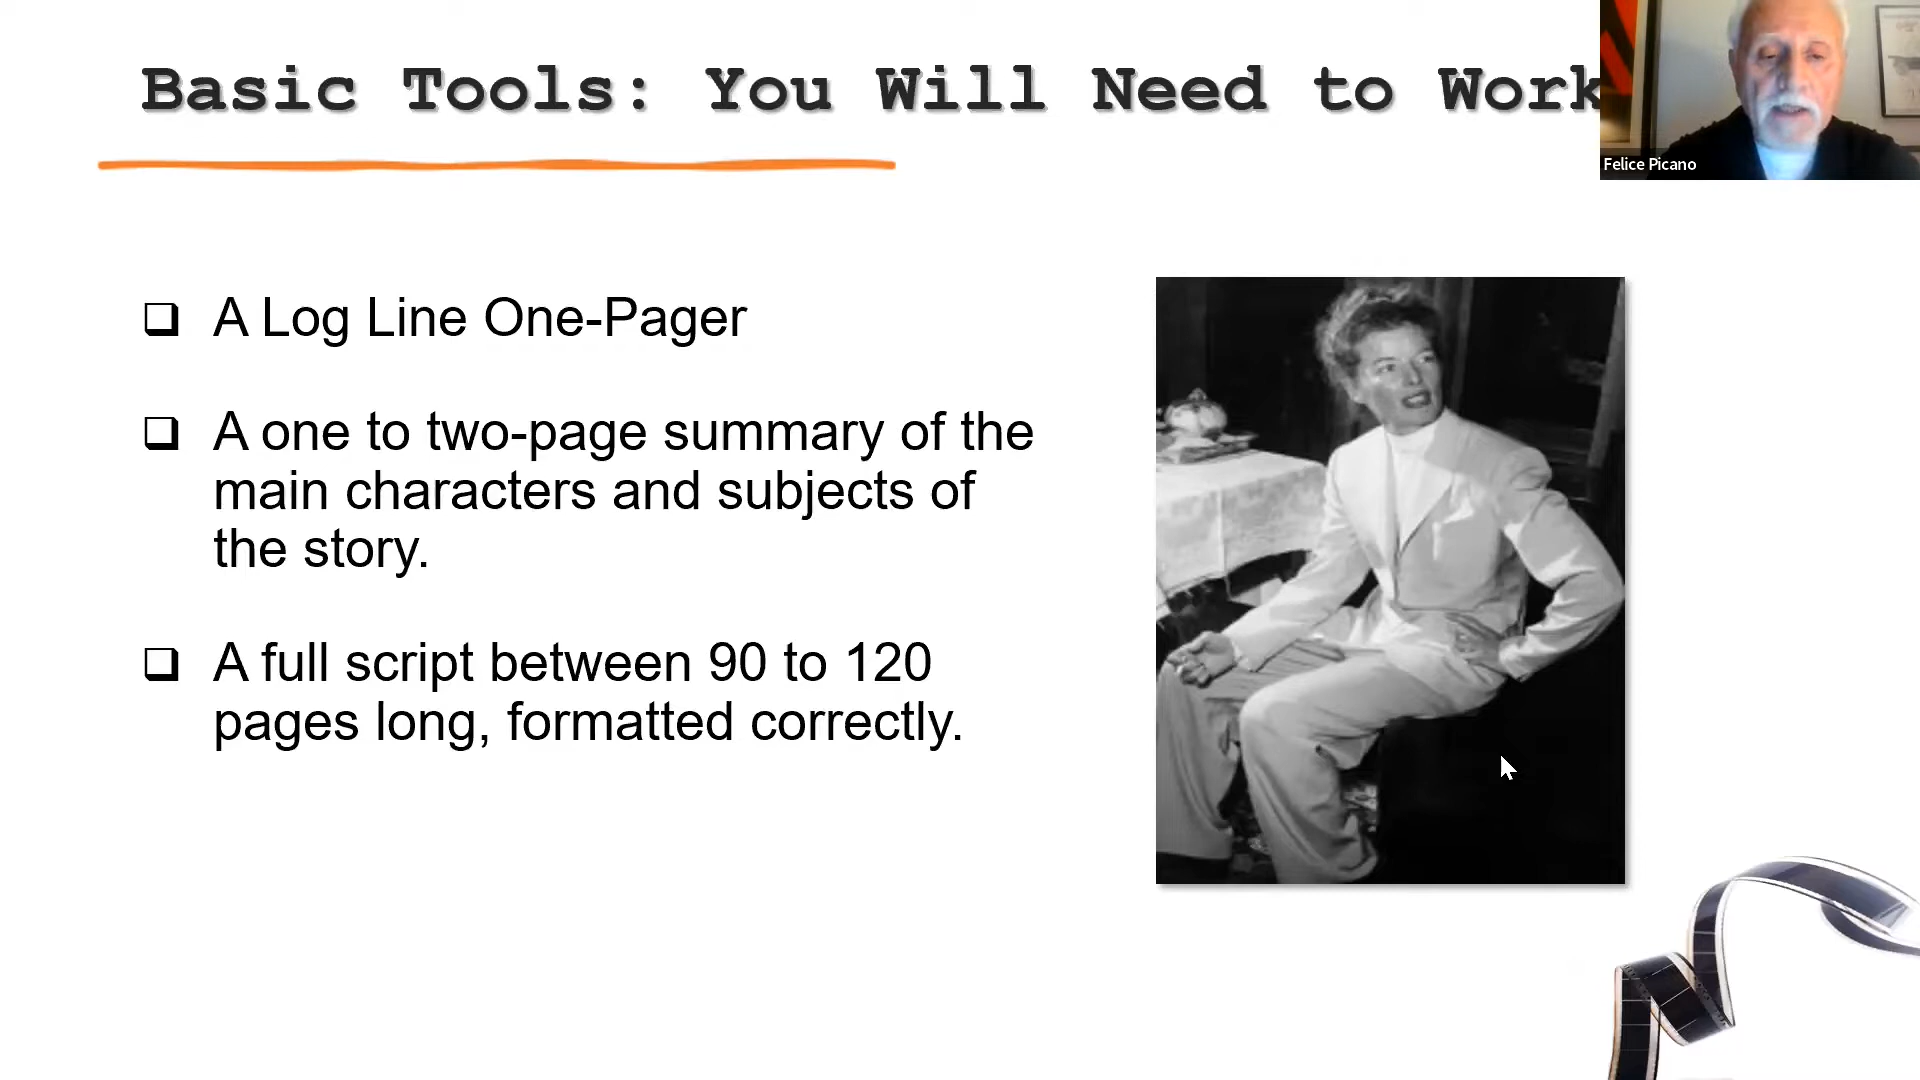 Basic Tools: You Will Need to Work
Felice Picano
A Log Line One-Pager
A one to two-page summary of the
main characters and subjects of
the story.
A full script between 90 to 120
pages long, formatted correctly.